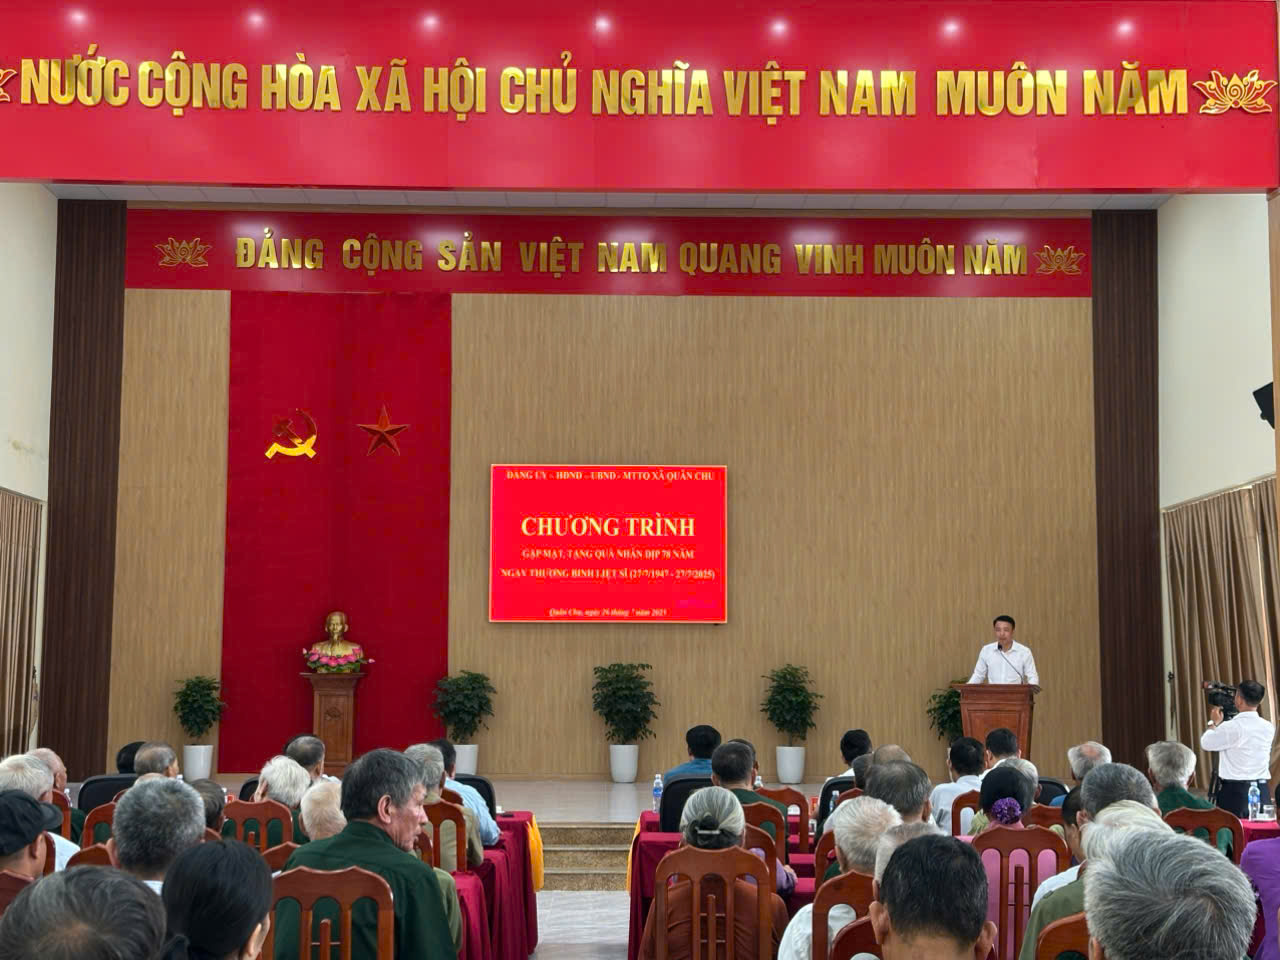 NƯỚC CỘNG HÒA XÃ HỘI CHỦ NGHĨA VIỆT NAM MUÔN NĂM
ĐẢNG CỘNG SẢN VIỆT NAM QUANG VINH MUÔN NĂM
ĐẢNG ỦY - HĐND - UBND - MTTQ XÃ QUÂN CHU
CHƯƠNG TRÌNH
GẶP MẶT, TẶNG QUÀ NHÂN DỊP 78 NĂM
NGÀY THƯƠNG BINH LIỆT SĨ (27/7/1947 - 27/7/2025)
Quân Chu, ngày 26 tháng 7 năm 2025